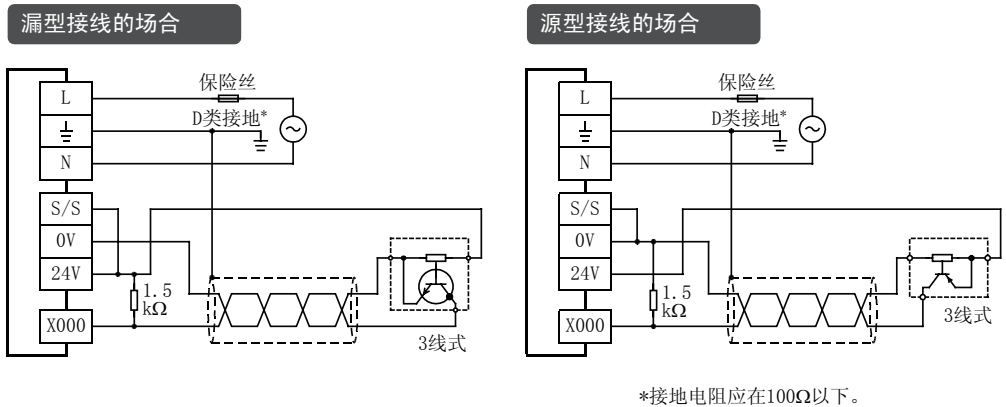 漏型接线的场合
L
N
S/S
0V
24V
X000
保险丝
D类接地*
1.5
kΩ
3线式
源型接线的场合
L
N
S/S
0V
24V
X000
保险丝
D类接地*
1.5
kΩ
3线式
*接地电阻应在100Ω以下。